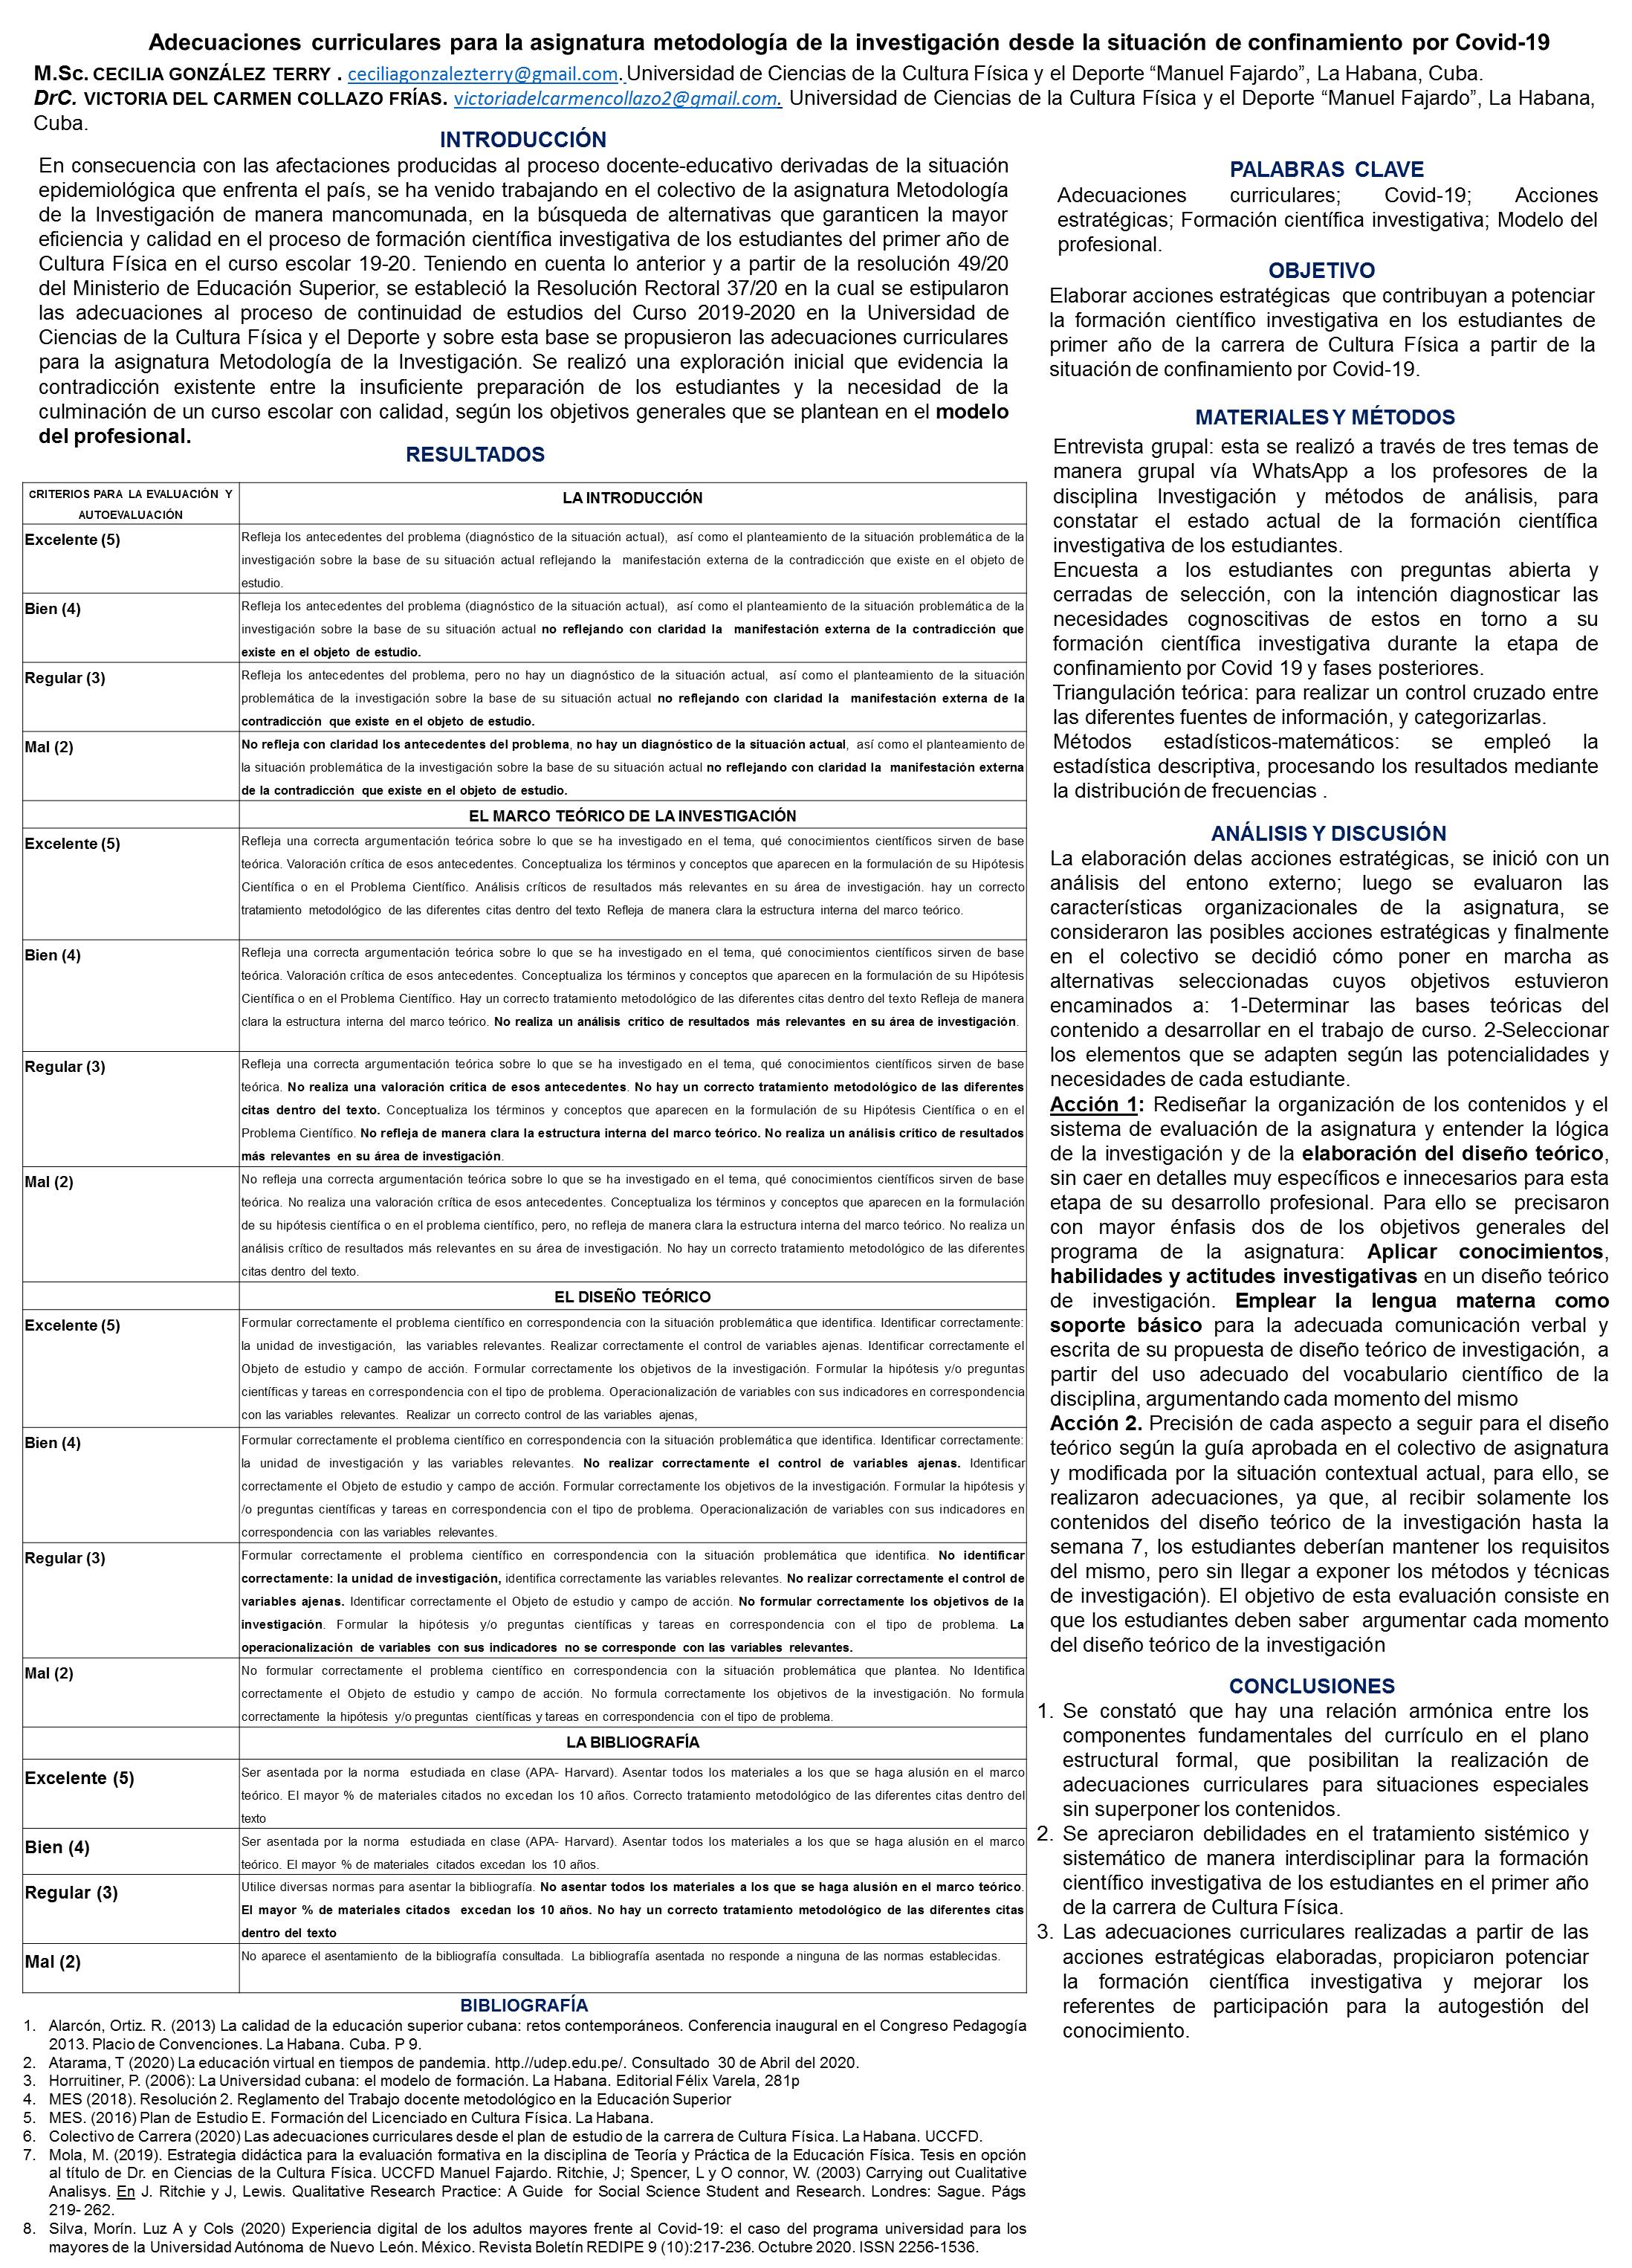 Adecuaciones curriculares para la asignatura metodología de la investigación desde la situación de confinamiento por Covid-19
M.Sc. CECILIA GONZÁLEZ TERRY . ceciliagonzalezterry@gmail.com. Universidad de Ciencias de la Cultura Física y el Deporte “Manuel Fajardo”, La Habana, Cuba.
DrC. VICTORIA DEL CARMEN COLLAZO FRÍAS. victoriadelcarmencollazo2@gmail.com. Universidad de Ciencias de la Cultura Física y el Deporte “Manuel Fajardo”, La Habana,
Cuba.
INTRODUCCIÓN
En consecuencia con las afectaciones producidas al proceso docente-educativo derivadas de la situación
epidemiológica que enfrenta el país, se ha venido trabajando en el colectivo de la asignatura Metodología
de la Investigación de manera mancomunada, en la búsqueda de alternativas que garanticen la mayor
eficiencia y calidad en el proceso de formación científica investigativa de los estudiantes del primer año de
Cultura Física en el curso escolar 19-20. Teniendo en cuenta lo anterior y a partir de la resolución 49/20
del Ministerio de Educación Superior, se estableció la Resolución Rectoral 37/20 en la cual se estipularon
las adecuaciones al proceso de continuidad de estudios del Curso 2019-2020 en la Universidad de
Ciencias de la Cultura Física y el Deporte y sobre esta base se propusieron las adecuaciones curriculares
para la asignatura Metodología de la Investigación. Se realizó una exploración inicial que evidencia la
contradicción existente entre la insuficiente preparación de los estudiantes y la necesidad de la
culminación de un curso escolar con calidad, según los objetivos generales que se plantean en el modelo
del profesional.
RESULTADOS
CRITERIOS PARA LA EVALUACIÓN Y
AUTOEVALUACIÓN
LA INTRODUCCIÓN
Excelente (5)
Refleja los antecedentes del problema (diagnóstico de la situación actual), así como el planteamiento de la situación problemática de la
investigación sobre la base de su situación actual reflejando la manifestación externa de la contradicción que existe en el objeto de
estudio.
Bien (4)
Refleja los antecedentes del problema (diagnóstico de la situación actual), así como el planteamiento de la situación problemática de la
investigación sobre la base de su situación actual no reflejando con claridad la manifestación externa de la contradicción que
existe en el objeto de estudio.
Regular (3)
Refleja los antecedentes del problema, pero no hay un diagnóstico de la situación actual, así como el planteamiento de la situación
problemática de la investigación sobre la base de su situación actual no reflejando con claridad la manifestación externa de la
contradicción que existe en el objeto de estudio.
Mal (2)
No refleja con claridad los antecedentes del problema, no hay un diagnóstico de la situación actual, así como el planteamiento de
la situación problemática de la investigación sobre la base de su situación actual no reflejando con claridad la manifestación externa
de la contradicción que existe en el objeto de estudio.
EL MARCO TEÓRICO DE LA INVESTIGACIÓN
Excelente (5)
Refleja una correcta argumentación teórica sobre lo que se ha investigado en el tema, qué conocimientos científicos sirven de base
teórica. Valoración crítica de esos antecedentes. Conceptualiza los términos y conceptos que aparecen en la formulación de su Hipótesis
Científica o en el Problema Científico. Análisis críticos de resultados más relevantes en su área de investigación. hay un correcto
tratamiento metodológico de las diferentes citas dentro del texto Refleja de manera clara la estructura interna del marco teórico.
Bien (4)
Refleja una correcta argumentación teórica sobre lo que se ha investigado en el tema, qué conocimientos científicos sirven de base
teórica. Valoración crítica de esos antecedentes. Conceptualiza los términos y conceptos que aparecen en la formulación de su Hipótesis
Científica o en el Problema Científico. Hay un correcto tratamiento metodológico de las diferentes citas dentro del texto Refleja de manera
clara la estructura interna del marco teórico. No realiza un análisis crítico de resultados más relevantes en su área de investigación.
Regular (3)
Refleja una correcta argumentación teórica sobre lo que se ha investigado en el tema, qué conocimientos científicos sirven de base
teórica. No realiza una valoración crítica de esos antecedentes. No hay un correcto tratamiento metodológico de las diferentes
citas dentro del texto. Conceptualiza los términos y conceptos que aparecen en la formulación de su Hipótesis Científica o en el
Problema Científico. No refleja de manera clara la estructura interna del marco teórico. No realiza un análisis crítico de resultados
más relevantes en su área de investigación.
Mal (2)
No refleja una correcta argumentación teórica sobre lo que se ha investigado en el tema, qué conocimientos científicos sirven de base
teórica. No realiza una valoración crítica de esos antecedentes. Conceptualiza los términos y conceptos que aparecen en la formulación
de su hipótesis científica o en el problema científico, pero, no refleja de manera clara la estructura interna del marco teórico. No realiza un
análisis crítico de resultados más relevantes en su área de investigación. No hay un correcto tratamiento metodológico de las diferentes
citas dentro del texto.
EL DISEÑO TEÓRICO
Excelente (5)
Formular correctamente el problema científico en correspondencia con la situación problemática que identifica. Identificar correctamente:
la unidad de investigación, las variables relevantes. Realizar correctamente el control de variables ajenas. Identificar correctamente el
Objeto de estudio y campo de acción. Formular correctamente los objetivos de la investigación. Formular la hipótesis y/o preguntas
científicas y tareas en correspondencia con el tipo de problema. Operacionalización de variables con sus indicadores en correspondencia
con las variables relevantes. Realizar un correcto control de las variables ajenas,
Bien (4)
Formular correctamente el problema científico en correspondencia con la situación problemática que identifica. Identificar correctamente:
la unidad de investigación y las variables relevantes. No realizar correctamente el control de variables ajenas. Identificar
correctamente el Objeto de estudio y campo de acción. Formular correctamente los objetivos de la investigación. Formular la hipótesis y
/o preguntas científicas y tareas en correspondencia con el tipo de problema. Operacionalización de variables con sus indicadores en
correspondencia con las variables relevantes.
Regular (3)
Formular correctamente el problema científico en correspondencia con la situación problemática que identifica. No identificar
correctamente: la unidad de investigación, identifica correctamente las variables relevantes. No realizar correctamente el control de
variables ajenas. Identificar correctamente el Objeto de estudio y campo de acción. No formular correctamente los objetivos de la
investigación. Formular la hipótesis y/o preguntas científicas y tareas en correspondencia con el tipo de problema. La
operacionalización de variables con sus indicadores no se corresponde con las variables relevantes.
Mal (2)
No formular correctamente el problema científico en correspondencia con la situación problemática que plantea. No Identifica
correctamente el Objeto de estudio y campo de acción. No formula correctamente los objetivos de la investigación. No formula
correctamente la hipótesis y/o preguntas científicas y tareas en correspondencia con el tipo de problema.
LA BIBLIOGRAFÍA
Excelente (5)
Ser asentada por la norma estudiada en clase (APA- Harvard). Asentar todos los materiales a los que se haga alusión en el marco
teórico. El mayor % de materiales citados no excedan los 10 años. Correcto tratamiento metodológico de las diferentes citas dentro del
texto
Bien (4)
Ser asentada por la norma estudiada en clase (APA- Harvard). Asentar todos los materiales a los que se haga alusión en el marco
teórico. El mayor % de materiales citados excedan los 10 años.
Regular (3)
Utilice diversas normas para asentar la bibliografía. No asentar todos los materiales a los que se haga alusión en el marco teórico.
El mayor % de materiales citados excedan los 10 años. No hay un correcto tratamiento metodológico de las diferentes citas
dentro del texto
Mal (2)
No aparece el asentamiento de la bibliografía consultada. La bibliografía asentada no responde a ninguna de las normas establecidas.
BIBLIOGRAFÍA
1. Alarcón, Ortiz. R. (2013) La calidad de la educación superior cubana: retos contemporáneos. Conferencia inaugural en el Congreso Pedagogía
2013. Placio de Convenciones. La Habana. Cuba. P 9.
2. Atarama, T (2020) La educación virtual en tiempos de pandemia. http.//udep.edu.pe/. Consultado 30 de Abril del 2020.
3. Horruitiner, P. (2006): La Universidad cubana: el modelo de formación. La Habana. Editorial Félix Varela, 281p
4. MES (2018). Resolución 2. Reglamento del Trabajo docente metodológico en la Educación Superior
5. MES. (2016) Plan de Estudio E. Formación del Licenciado en Cultura Física. La Habana.
6. Colectivo de Carrera (2020) Las adecuaciones curriculares desde el plan de estudio de la carrera de Cultura Física. La Habana. UCCFD.
7. Mola, M. (2019). Estrategia didáctica para la evaluación formativa en la disciplina de Teoría y Práctica de la Educación Física. Tesis en opción
al título de Dr. en Ciencias de la Cultura Física. UCCFD Manuel Fajardo. Ritchie, J; Spencer, L y O connor, W. (2003) Carrying out Cualitative
Analisys. En J. Ritchie y J, Lewis. Qualitative Research Practice: A Guide for Social Science Student and Research. Londres: Sague. Págs
219- 262.
8. Silva, Morín. Luz A y Cols (2020) Experiencia digital de los adultos mayores frente al Covid-19: el caso del programa universidad para los
mayores de la Universidad Autónoma de Nuevo León. México. Revista Boletín REDIPE 9 (10):217-236. Octubre 2020. ISSN 2256-1536.
PALABRAS CLAVE
Adecuaciones curriculares; Covid-19; Acciones
estratégicas; Formación científica investigativa; Modelo del
profesional.
OBJETIVO
Elaborar acciones estratégicas que contribuyan a potenciar
la formación científico investigativa en los estudiantes de
primer año de la carrera de Cultura Física a partir de la
situación de confinamiento por Covid-19.
MATERIALES Y MÉTODOS
Entrevista grupal: esta se realizó a través de tres temas de
manera grupal vía WhatsApp a los profesores de la
disciplina Investigación y métodos de análisis, para
constatar el estado actual de la formación científica
investigativa de los estudiantes.
Encuesta a los estudiantes con preguntas abierta y
cerradas de selección, con la intención diagnosticar las
necesidades cognoscitivas de estos en torno a su
formación científica investigativa durante la etapa de
confinamiento por Covid 19 y fases posteriores.
Triangulación teórica: para realizar un control cruzado entre
las diferentes fuentes de información, y categorizarlas.
Métodos estadísticos-matemáticos: se empleó la
estadística descriptiva, procesando los resultados mediante
la distribución de frecuencias .
ANÁLISIS Y DISCUSIÓN
La elaboración delas acciones estratégicas, se inició con un
análisis del entono externo; luego se evaluaron las
características organizacionales de la asignatura, se
consideraron las posibles acciones estratégicas y finalmente
en el colectivo se decidió cómo poner en marcha as
alternativas seleccionadas cuyos objetivos estuvieron
encaminados a: 1-Determinar las bases teóricas del
contenido a desarrollar en el trabajo de curso. 2-Seleccionar
los elementos que se adapten según las potencialidades y
necesidades de cada estudiante.
Acción 1: Rediseñar la organización de los contenidos y el
sistema de evaluación de la asignatura y entender la lógica
de la investigación y de la elaboración del diseño teórico,
sin caer en detalles muy específicos e innecesarios para esta
etapa de su desarrollo profesional. Para ello se precisaron
con mayor énfasis dos de los objetivos generales del
programa de la asignatura: Aplicar conocimientos,
habilidades y actitudes investigativas en un diseño teórico
de investigación. Emplear la lengua materna como
soporte básico para la adecuada comunicación verbal y
escrita de su propuesta de diseño teórico de investigación, a
partir del uso adecuado del vocabulario científico de la
disciplina, argumentando cada momento del mismo
Acción 2. Precisión de cada aspecto a seguir para el diseño
teórico según la guía aprobada en el colectivo de asignatura
y modificada por la situación contextual actual, para ello, se
realizaron adecuaciones, ya que, al recibir solamente los
contenidos del diseño teórico de la investigación hasta la
semana 7, los estudiantes deberían mantener los requisitos
del mismo, pero sin llegar a exponer los métodos y técnicas
de investigación). El objetivo de esta evaluación consiste en
que los estudiantes deben saber argumentar cada momento
del diseño teórico de la investigación
CONCLUSIONES
1. Se constató que hay una relación armónica entre los
componentes fundamentales del currículo en el plano
estructural formal, que posibilitan la realización de
adecuaciones curriculares para situaciones especiales
sin superponer los contenidos.
2. Se apreciaron debilidades en el tratamiento sistémico y
sistemático de manera interdisciplinar para la formación
científico investigativa de los estudiantes en el primer año
de la carrera de Cultura Física.
3. Las adecuaciones curriculares realizadas a partir de las
acciones estratégicas elaboradas, propiciaron potenciar
la formación científica investigativa y mejorar los
referentes de participación para la autogestión del
conocimiento.